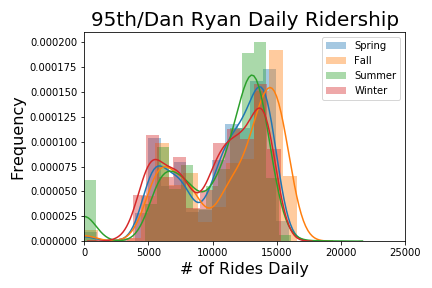 95th/Dan Ryan Daily Ridership
Spring
Fall
Summer
Winter
Frequency
0.000200
0.000175
0.000150
0.000125
0.000100
0.000075
0.000050
0.000025
0.000000
0
5000
10000
15000
20000
25000
# of Rides Daily